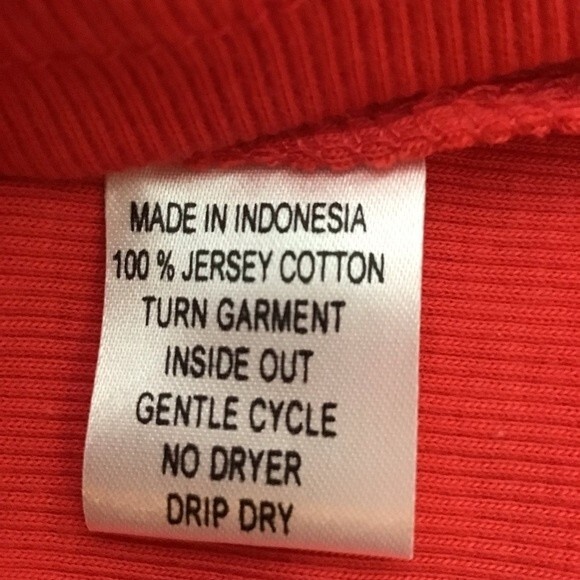 MADE IN INDONESIA
100 % JERSEY COTTON
TURN GARMENT
INSIDE OUT
GENTLE CYCLE
NO DRYER
DRIP DRY